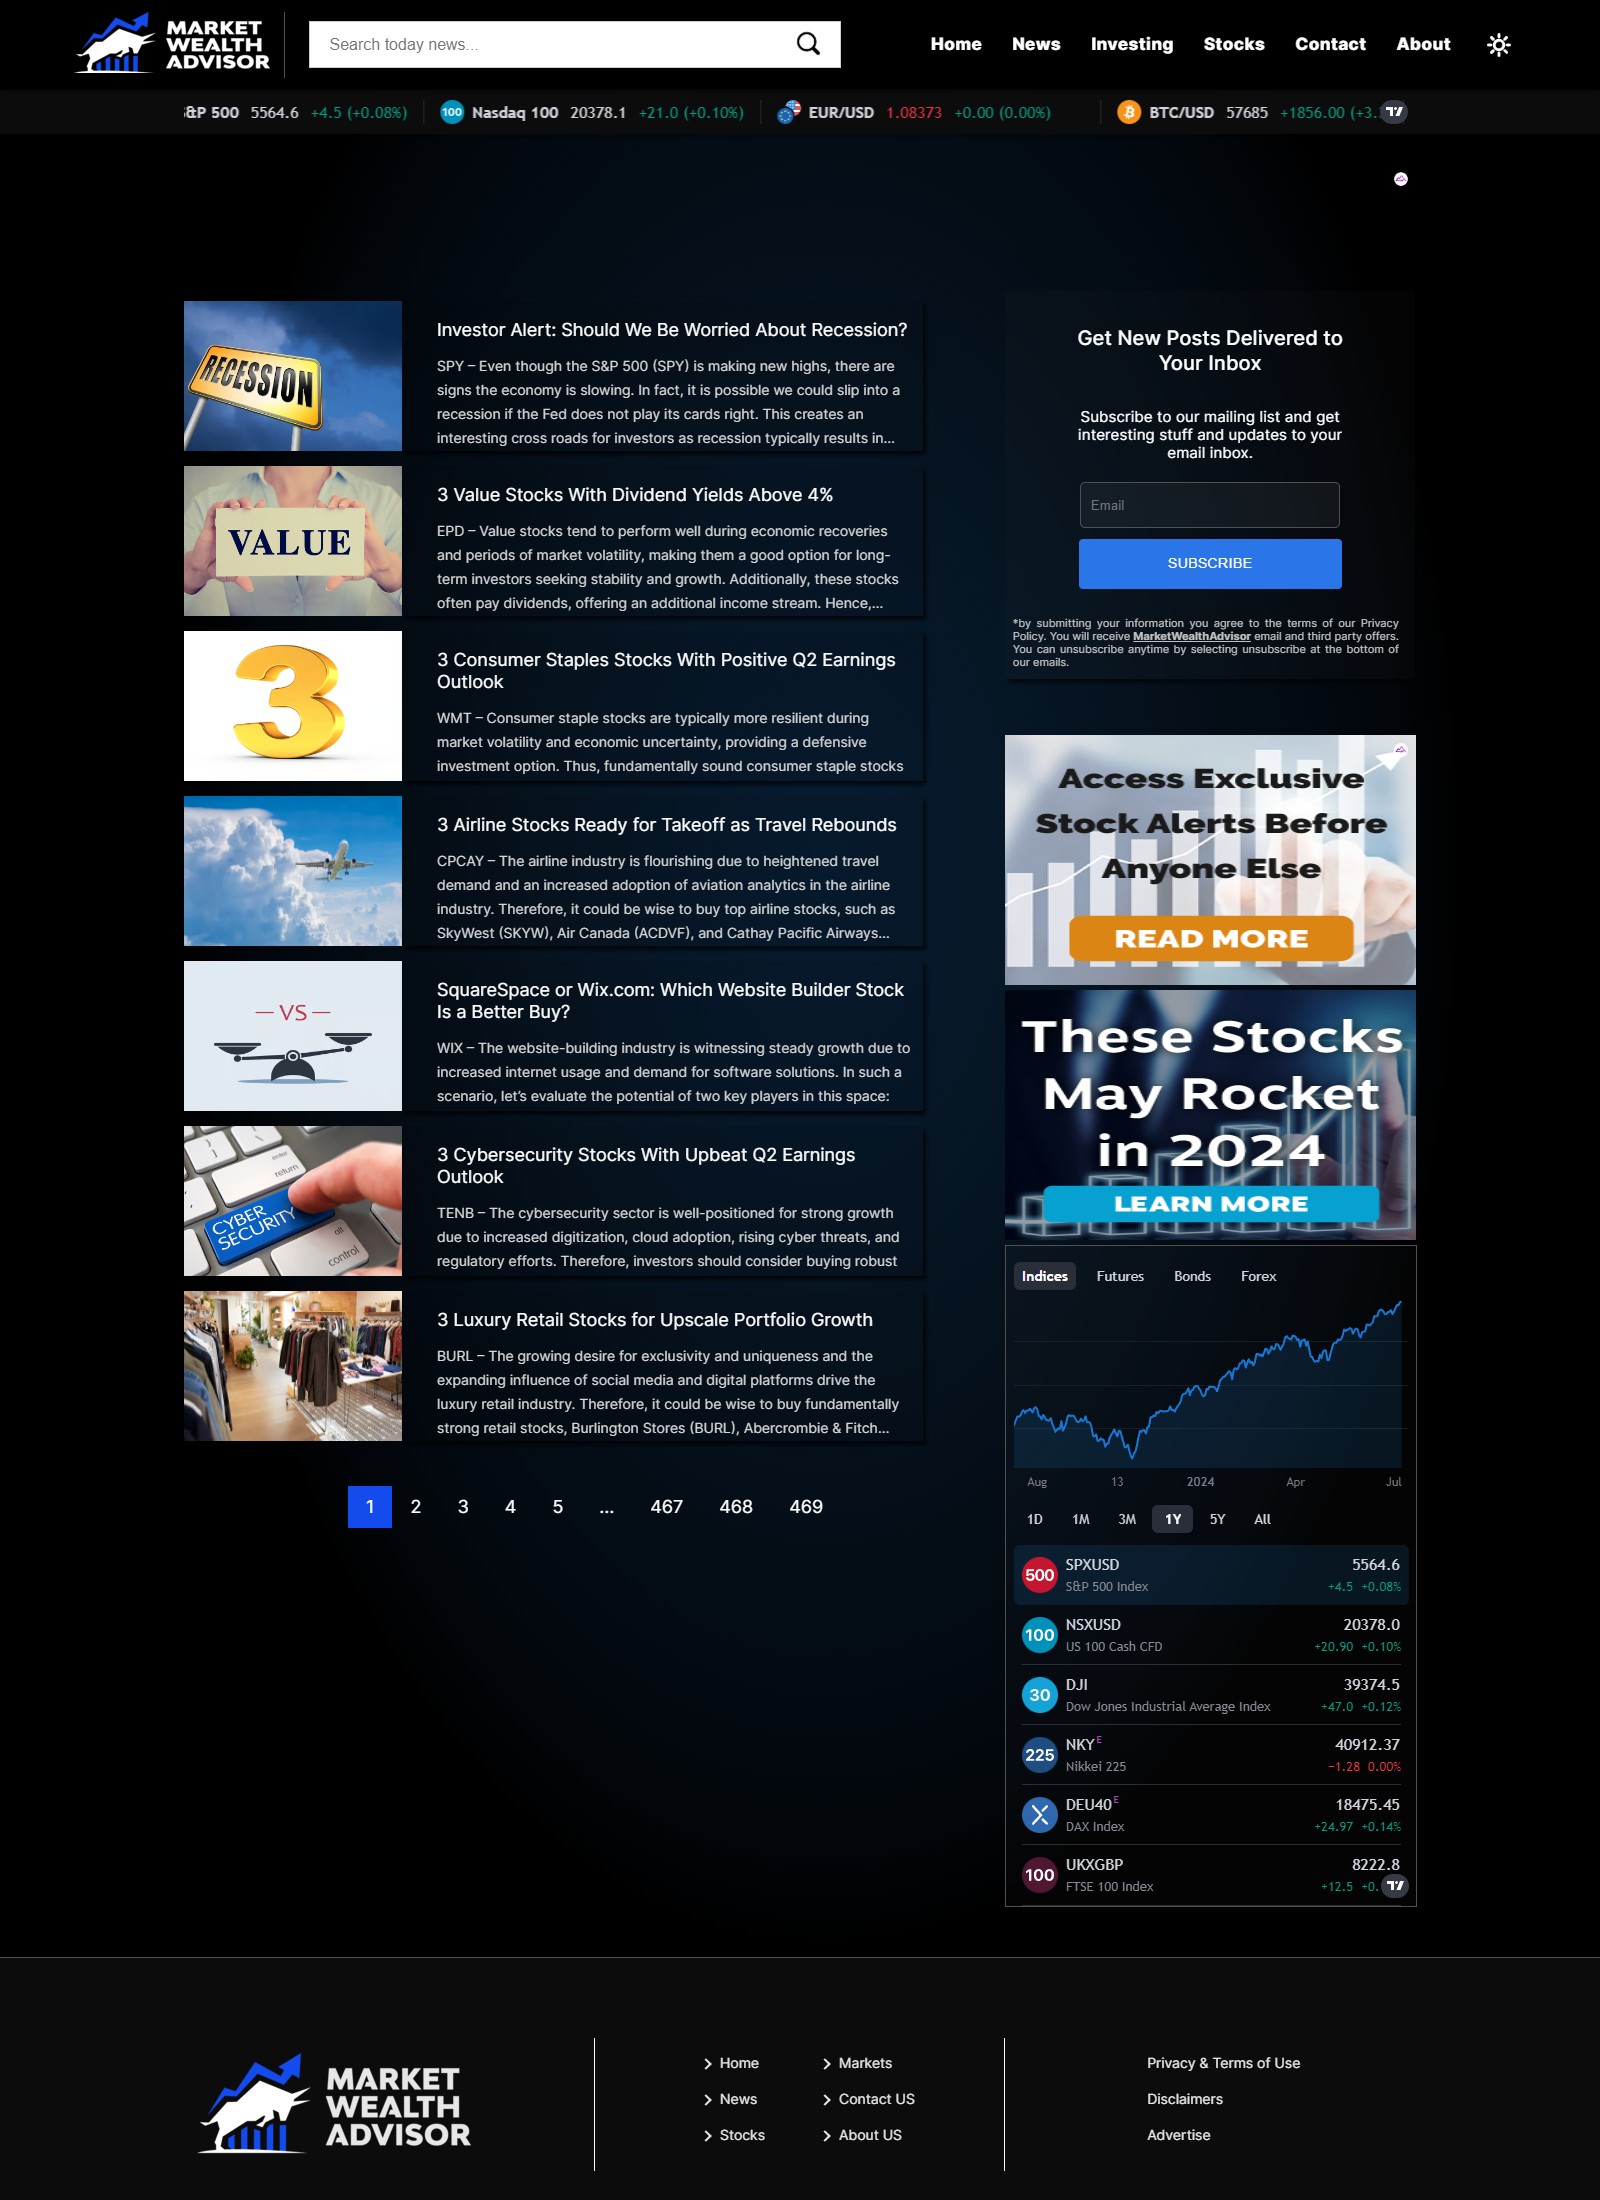 MARKET
WEALTH
ADVISOR
Search today news...
Home News Investing Stocks Contact About
S&P 500 5564.6 +4.5 (+0.08%) 100 Nasdaq 100 20378.1 +21.0 (+0.10%) EUR/USD 1.08373 +0.00 (0.00%) BTC/USD 57685 +1856.00 (+3.
RECESSION
Investor Alert: Should We Be Worried About Recession?
SPY – Even though the S&P 500 (SPY) is making new highs, there are
signs the economy is slowing. In fact, it is possible we could slip into a
recession if the Fed does not play its cards right. This creates an
interesting cross roads for investors as recession typically results in...
VALUE
3 Value Stocks With Dividend Yields Above 4%
EPD – Value stocks tend to perform well during economic recoveries
and periods of market volatility, making them a good option for long-
term investors seeking stability and growth. Additionally, these stocks
often pay dividends, offering an additional income stream. Hence,...
3
3 Consumer Staples Stocks With Positive Q2 Earnings
Outlook
WMT – Consumer staple stocks are typically more resilient during
market volatility and economic uncertainty, providing a defensive
investment option. Thus, fundamentally sound consumer staple stocks
3 Airline Stocks Ready for Takeoff as Travel Rebounds
CPCAY – The airline industry is flourishing due to heightened travel
demand and an increased adoption of aviation analytics in the airline
industry. Therefore, it could be wise to buy top airline stocks, such as
SkyWest (SKYW), Air Canada (ACDVF), and Cathay Pacific Airways...
VS
SquareSpace or Wix.com: Which Website Builder Stock
Is a Better Buy?
WIX – The website-building industry is witnessing steady growth due to
increased internet usage and demand for software solutions. In such a
scenario, let's evaluate the potential of two key players in this space:
enter
return
CYBER
SECURITY
alt
control
3 Cybersecurity Stocks With Upbeat Q2 Earnings
Outlook
TENB – The cybersecurity sector is well-positioned for strong growth
due to increased digitization, cloud adoption, rising cyber threats, and
regulatory efforts. Therefore, investors should consider buying robust
3 Luxury Retail Stocks for Upscale Portfolio Growth
BURL – The growing desire for exclusivity and uniqueness and the
expanding influence of social media and digital platforms drive the
luxury retail industry. Therefore, it could be wise to buy fundamentally
strong retail stocks, Burlington Stores (BURL), Abercrombie & Fitch...
1 2 3 4 5 ... 467 468 469
Get New Posts Delivered to
Your Inbox
Subscribe to our mailing list and get
interesting stuff and updates to your
email inbox.
Email
SUBSCRIBE
*by submitting your information you agree to the terms of our Privacy
Policy. You will receive MarketWealthAdvisor email and third party offers.
You can unsubscribe anytime by selecting unsubscribe at the bottom of
our emails.
Access Exclusive
Stock Alerts Before
Anyone Else
READ MORE
These Stocks
May Rocket
in 2024
LEARN MORE
Indices Futures Bonds Forex
Aug 13 2024 Apr Jul
1D 1M 3M 1Y 5Y All
500 SPXUSD 5564.6
S&P 500 Index +4.5 +0.08%
100 NSXUSD 20378.0
US 100 Cash CFD +20.90 +0.10%
30 DJI 39374.5
Dow Jones Industrial Average Index +47.0 +0.12%
225 NKY E 40912.37
Nikkei 225 −1.28 0.00%
DEU40 E 18475.45
DAX Index +24.97 +0.14%
100 UKXGBP 8222.8
FTSE 100 Index +12.5 +0.
MARKET
WEALTH
ADVISOR
Home
News
Stocks
Markets
Contact US
About US
Privacy & Terms of Use
Disclaimers
Advertise